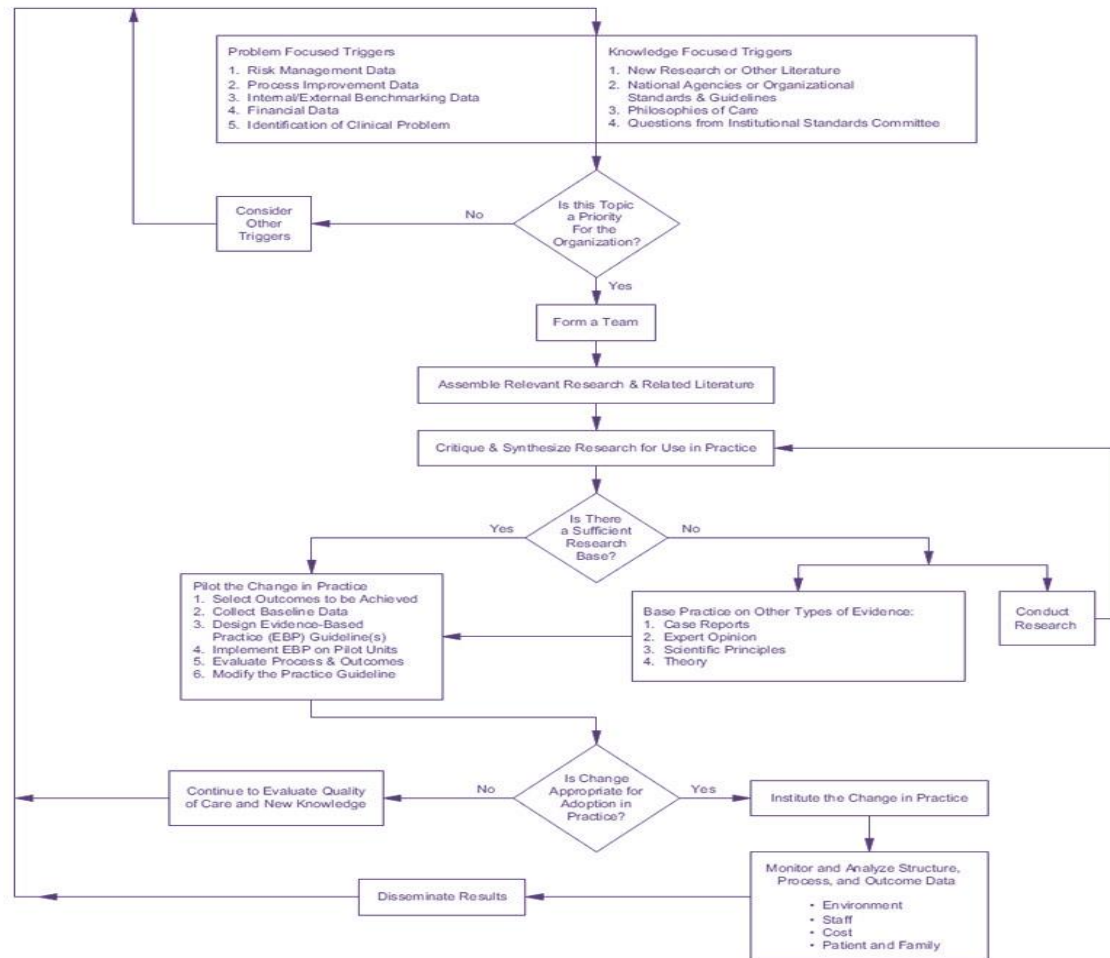 Problem Focused Triggers
1. Risk Management Data
2. Process Improvement Data
3. Internal/External Benchmarking Data
4. Financial Data
5. Identification of Clinical Problem
Knowledge Focused Triggers
1. New Research or Other Literature
2. National Agencies or Organizational
Standards & Guidelines
3. Philosophies of Care
4. Questions from Institutional Standards Committee
Consider
Other
Triggers
No
Is this Topic
a Priority
For the
Organization?
Yes
Form a Team
Assemble Relevant Research & Related Literature
Critique & Synthesize Research for Use in Practice
Yes
Is There
a Sufficient
Research
Base?
No
Pilot the Change in Practice
1. Select Outcomes to be Achieved
2. Collect Baseline Data
3. Design Evidence-Based
Practice (EBP) Guideline(s)
4. Implement EBP on Pilot Units
5. Evaluate Process & Outcomes
6. Modify the Practice Guideline
Base Practice on Other Types of Evidence:
1. Case Reports
2. Expert Opinion
3. Scientific Principles
4. Theory
Conduct
Research
Continue to Evaluate Quality
of Care and New Knowledge
No
Is Change
Appropriate for
Adoption in
Practice?
Yes
Institute the Change in Practice
Disseminate Results
Monitor and Analyze Structure,
Process, and Outcome Data
• Environment
• Staff
• Cost
• Patient and Family